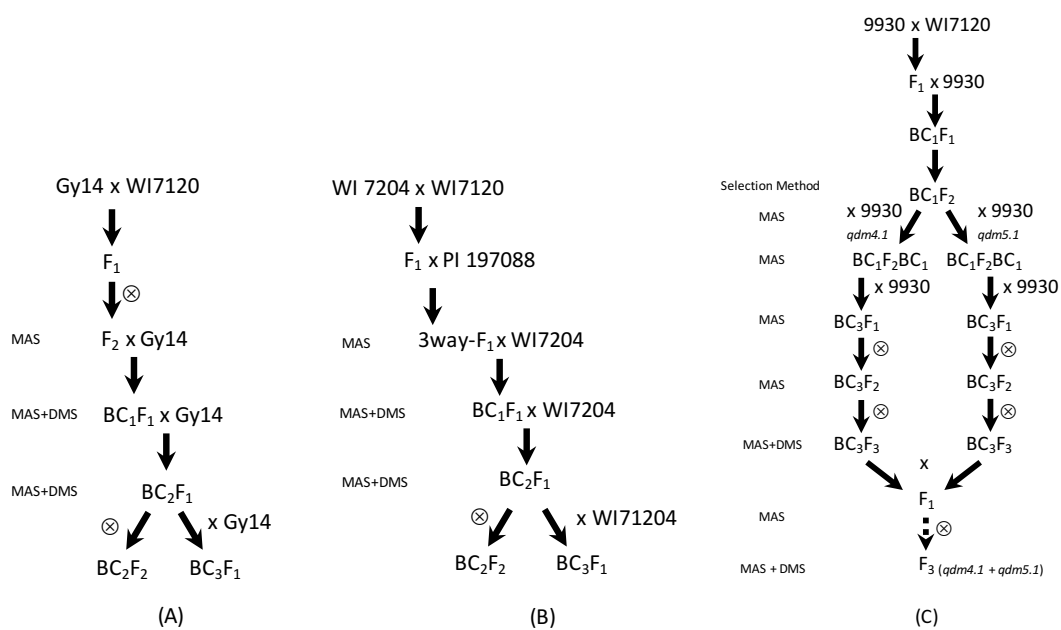 Gy14 x WI7120
F₁
⊗
MAS F₂ x Gy14
MAS+DMS BC₁F₁ x Gy14
MAS+DMS BC₂F₁
⊗ x Gy14
BC₂F₂ BC₃F₁
(A)
WI 7204 x WI7120
F₁ x PI 197088
MAS 3way-F₁ x WI7204
MAS+DMS BC₁F₁ x WI7204
MAS+DMS BC₂F₁
⊗ x WI71204
BC₂F₂ BC₃F₁
(B)
9930 x WI7120
F₁ x 9930
BC₁F₁
Selection Method BC₁F₂
MAS x 9930 x 9930
qdm4.1 qdm5.1
MAS BC₁F₂BC₁ BC₁F₂BC₁
x 9930 x 9930
MAS BC₃F₁ BC₃F₁
⊗ ⊗
MAS BC₃F₂ BC₃F₂
⊗ ⊗
MAS+DMS BC₃F₃ BC₃F₃
x
F₁
MAS ⊗
MAS + DMS F₃ (qdm4.1 + qdm5.1)
(C)